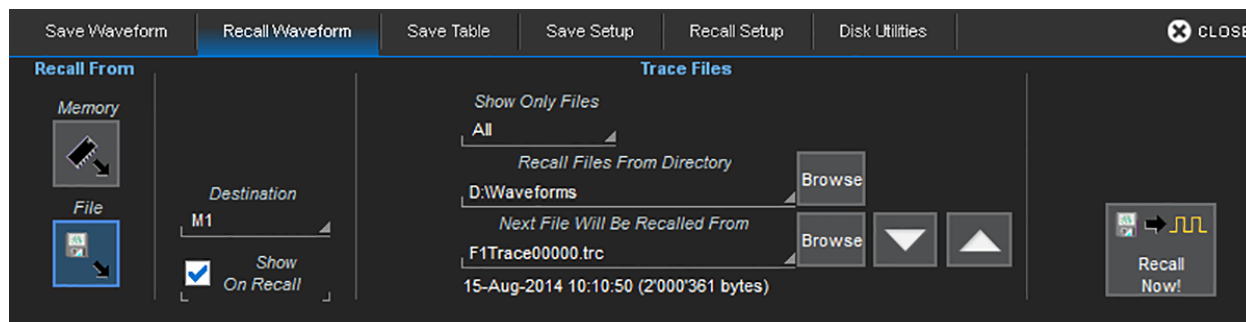 Save Waveform
Recall Waveform
Save Table
Save Setup
Recall Setup
Disk Utilities
CLOSE
Recall From
Memory
File
Destination
M1
Show
On Recall
Trace Files
Show Only Files
All
Recall Files From Directory
D:\Waveforms
Browse
Next File Will Be Recalled From
F1Trace00000.trc
Browse
15-Aug-2014 10:10:50 (2'000'361 bytes)
Recall
Now!